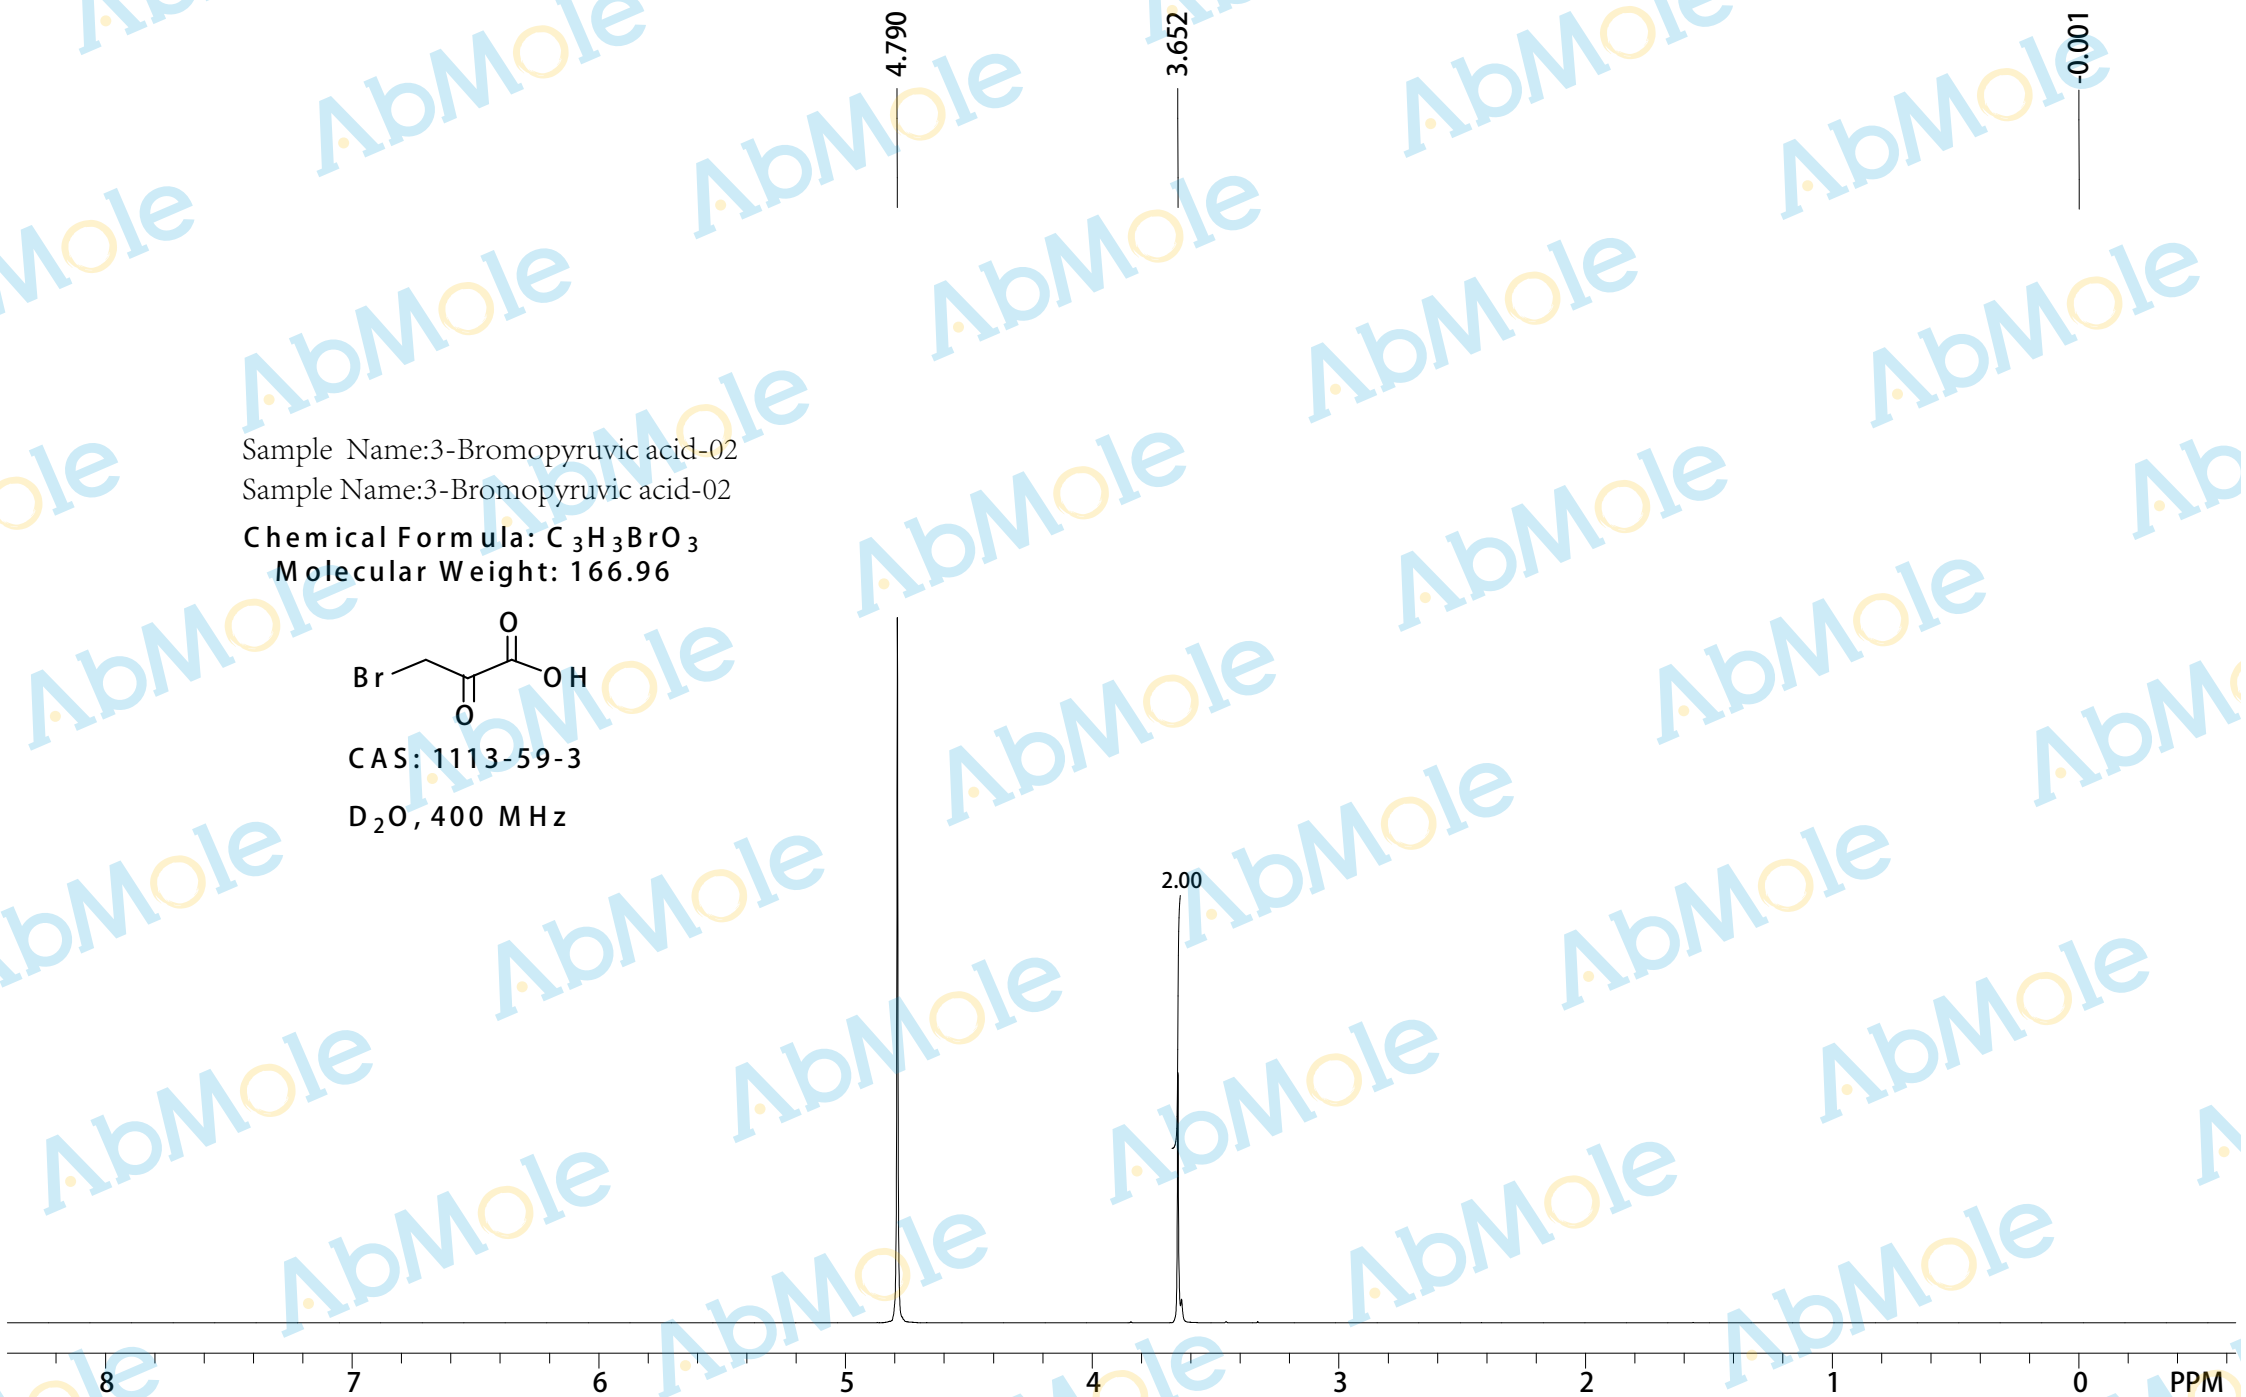 4.790
3.652
-0.001
Sample Name:3-Bromopyruvic acid-02
Sample Name:3-Bromopyruvic acid-02
Chemical Formula: C3H3BrO3
Molecular Weight: 166.96
O
Br
OH
O
CAS: 1113-59-3
D2O, 400 MHz
2.00
8 7 6 5 4 3 2 1 0 PPM
AbMole